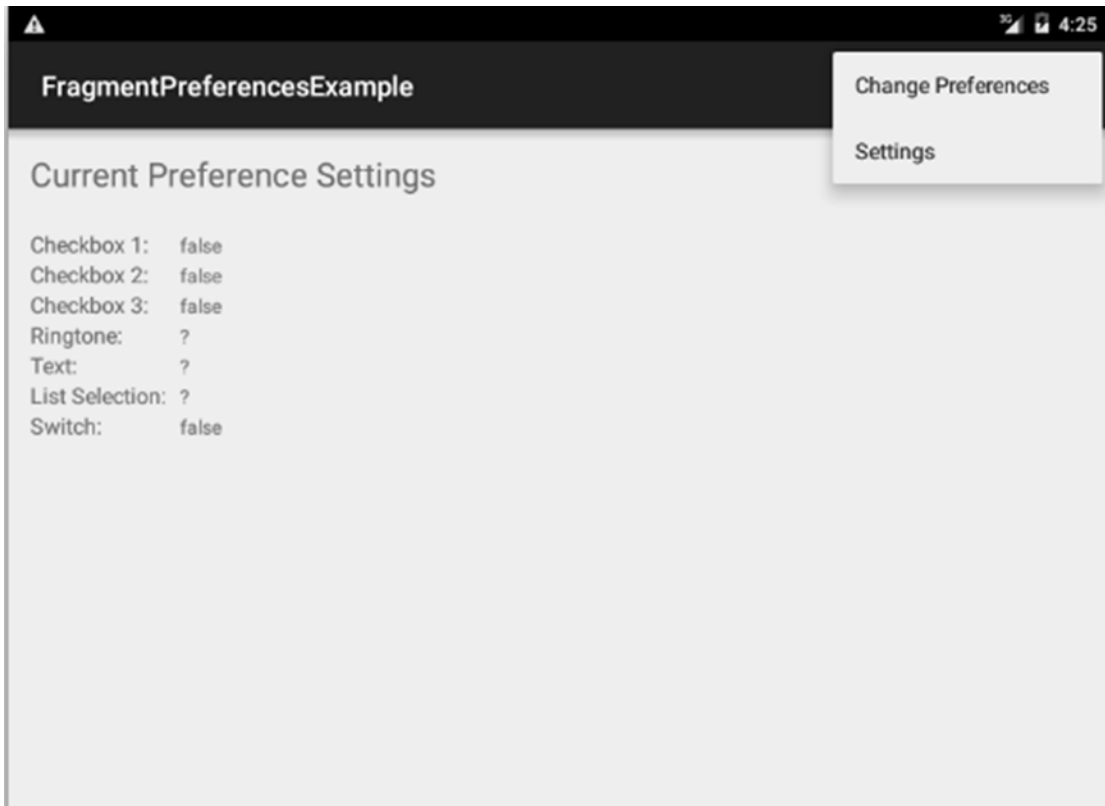 3G 4:25
FragmentPreferencesExample
Change Preferences
Settings
Current Preference Settings
Checkbox 1: false
Checkbox 2: false
Checkbox 3: false
Ringtone: ?
Text: ?
List Selection: ?
Switch: false